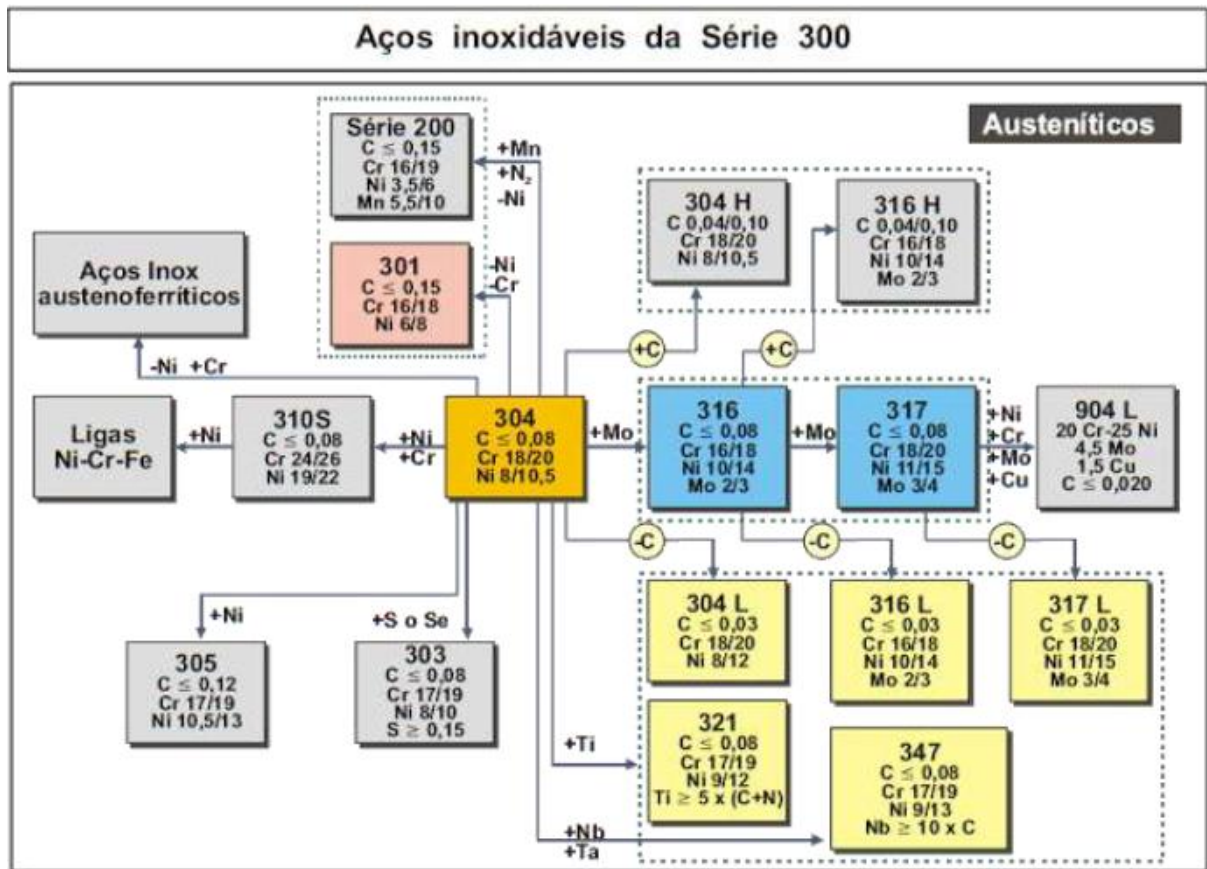 Aços inoxidáveis da Série 300
Austeníticos
Série 200
C ≤ 0,15
Cr 16/19
Ni 3,5/6
Mn 5,5/10
+Mn
+N₂
-Ni
304 H
C 0,04/0,10
Cr 18/20
Ni 8/10,5
316 H
C 0,04/0,10
Cr 16/18
Ni 10/14
Mo 2/3
Aços Inox
austenoferríticos
301
C ≤ 0,15
Cr 16/18
Ni 6/8
-Ni
-Cr
+C
+C
-Ni +Cr
Ligas
Ni-Cr-Fe
+Ni
310S
C ≤ 0,08
Cr 24/26
Ni 19/22
+Ni
+Cr
304
C ≤ 0,08
Cr 18/20
Ni 8/10,5
+Mo
316
C ≤ 0,08
Cr 16/18
Ni 10/14
Mo 2/3
+Mo
317
C ≤ 0,08
Cr 18/20
Ni 11/15
Mo 3/4
+Ni
+Cr
+Mo
+Cu
904 L
20 Cr-25 Ni
4,5 Mo
1,5 Cu
C ≤ 0,020
-C
-C
-C
+Ni
+S o Se
305
C ≤ 0,12
Cr 17/19
Ni 10,5/13
303
C ≤ 0,08
Cr 17/19
Ni 8/10
S ≥ 0,15
304 L
C ≤ 0,03
Cr 18/20
Ni 8/12
316 L
C ≤ 0,03
Cr 16/18
Ni 10/14
Mo 2/3
317 L
C ≤ 0,03
Cr 18/20
Ni 11/15
Mo 3/4
+Ti
321
C ≤ 0,08
Cr 17/19
Ni 9/12
Ti ≥ 5 x (C+N)
347
C ≤ 0,08
Cr 17/19
Ni 9/13
Nb ≥ 10 x C
+Nb
+Ta